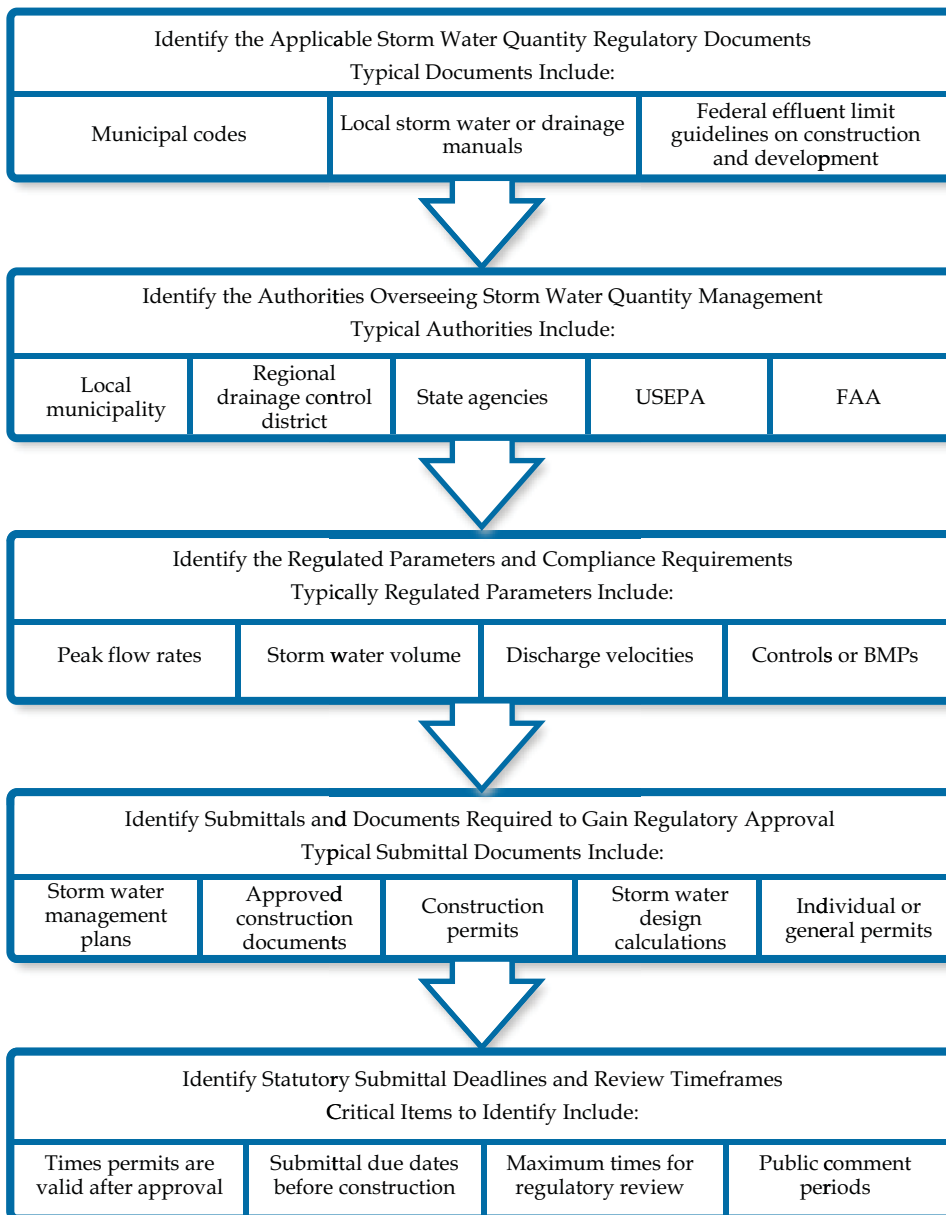 Identify the Applicable Storm Water Quantity Regulatory Documents
Typical Documents Include:
Municipal codes
Local storm water or drainage
manuals
Federal effluent limit
guidelines on construction
and development
Identify the Authorities Overseeing Storm Water Quantity Management
Typical Authorities Include:
Local
municipality
Regional
drainage control
district
State agencies
USEPA
FAA
Identify the Regulated Parameters and Compliance Requirements
Typically Regulated Parameters Include:
Peak flow rates
Storm water volume
Discharge velocities
Controls or BMPs
Identify Submittals and Documents Required to Gain Regulatory Approval
Typical Submittal Documents Include:
Storm water
management
plans
Approved
construction
documents
Construction
permits
Storm water
design
calculations
Individual or
general permits
Identify Statutory Submittal Deadlines and Review Timeframes
Critical Items to Identify Include:
Times permits are
valid after approval
Submittal due dates
before construction
Maximum times for
regulatory review
Public comment
periods